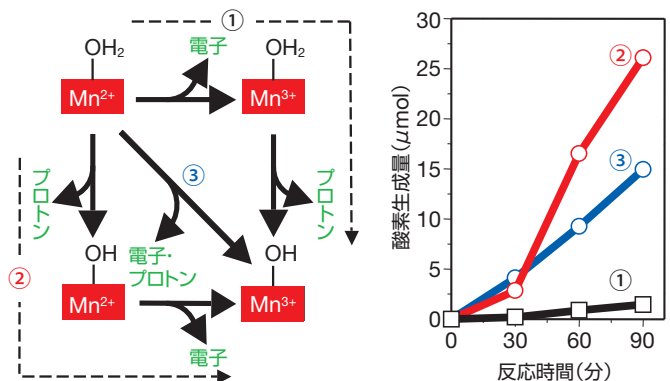 ①
OH₂
電子
OH₂
Mn²⁺
Mn³⁺
プロトン
③
プロトン
②
OH
電子・
プロトン
OH
Mn²⁺
Mn³⁺
電子
酸素生成量(μmol)
30
25
20
15
10
5
0
②
③
①
0
30
60
90
反応時間(分)